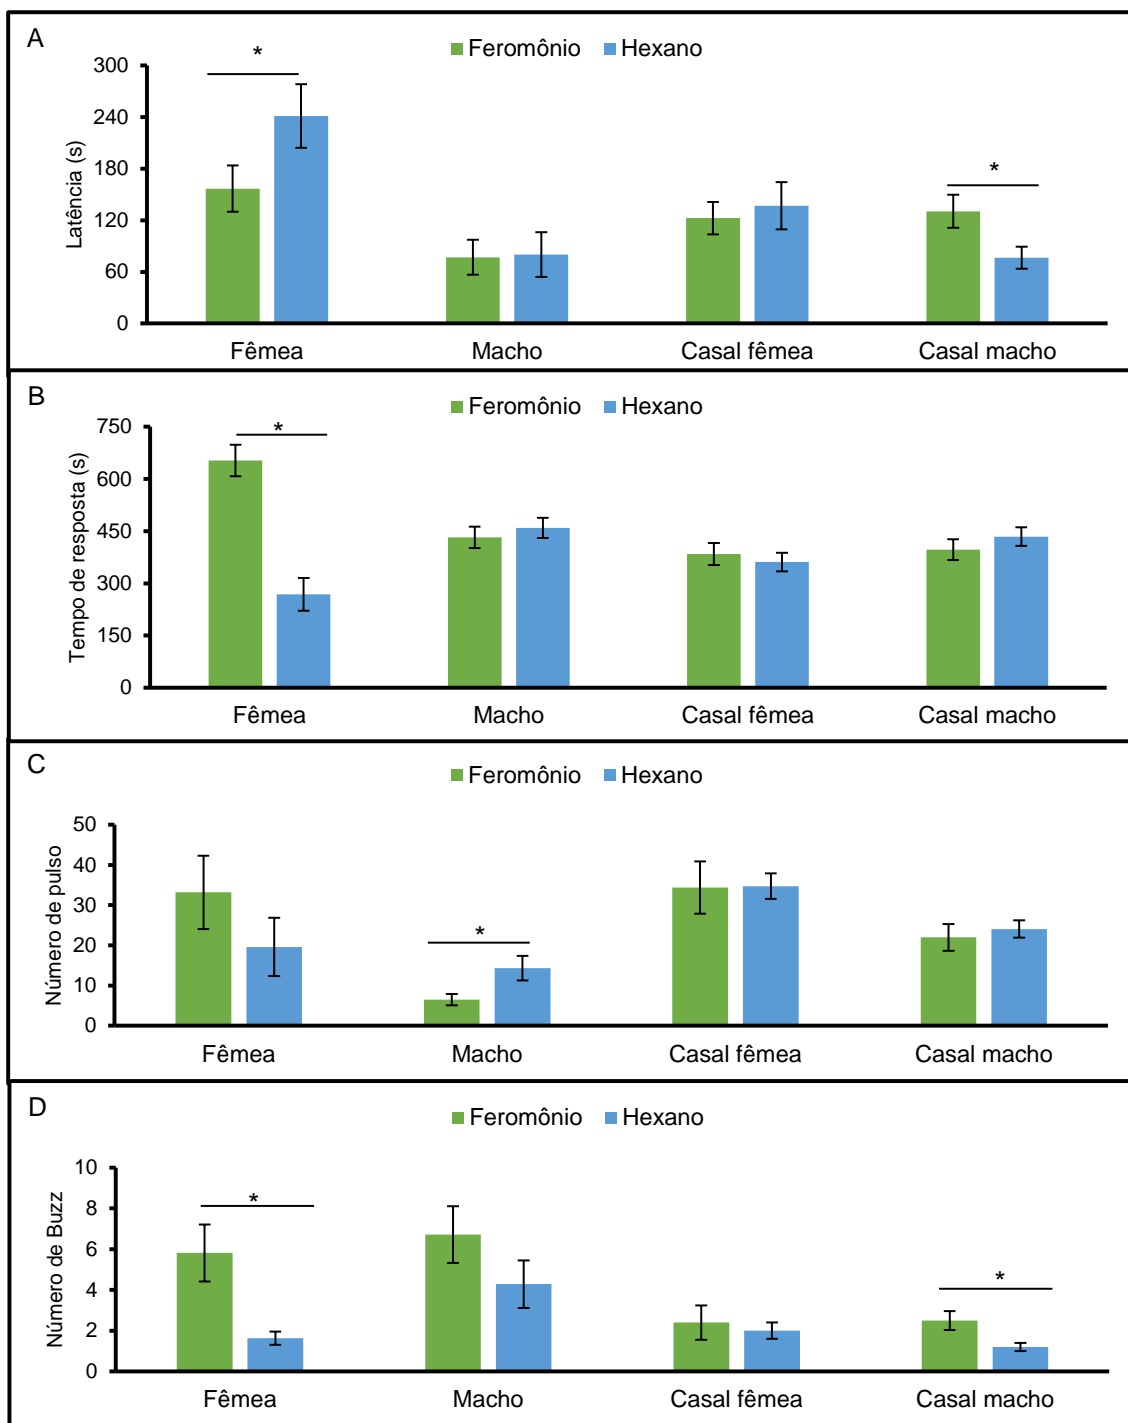 A
Feromônio Hexano
Latência (s)
300
240
180
120
60
0
*
*
Fêmea Macho Casal fêmea Casal macho
B
Feromônio Hexano
Tempo de resposta (s)
750
600
450
300
150
0
*
Fêmea Macho Casal fêmea Casal macho
C
Feromônio Hexano
Número de pulso
50
40
30
20
10
0
*
Fêmea Macho Casal fêmea Casal macho
D
Feromônio Hexano
Número de Buzz
10
8
6
4
2
0
*
*
Fêmea Macho Casal fêmea Casal macho